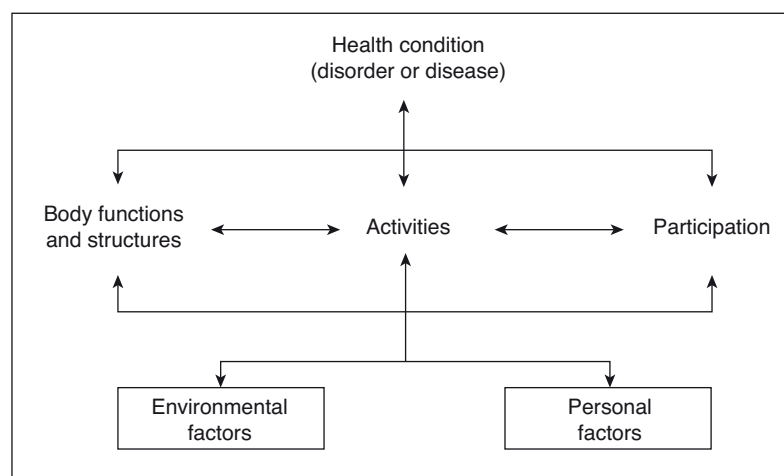 Health condition
(disorder or disease)
Body functions
and structures
Activities
Participation
Environmental
factors
Personal
factors